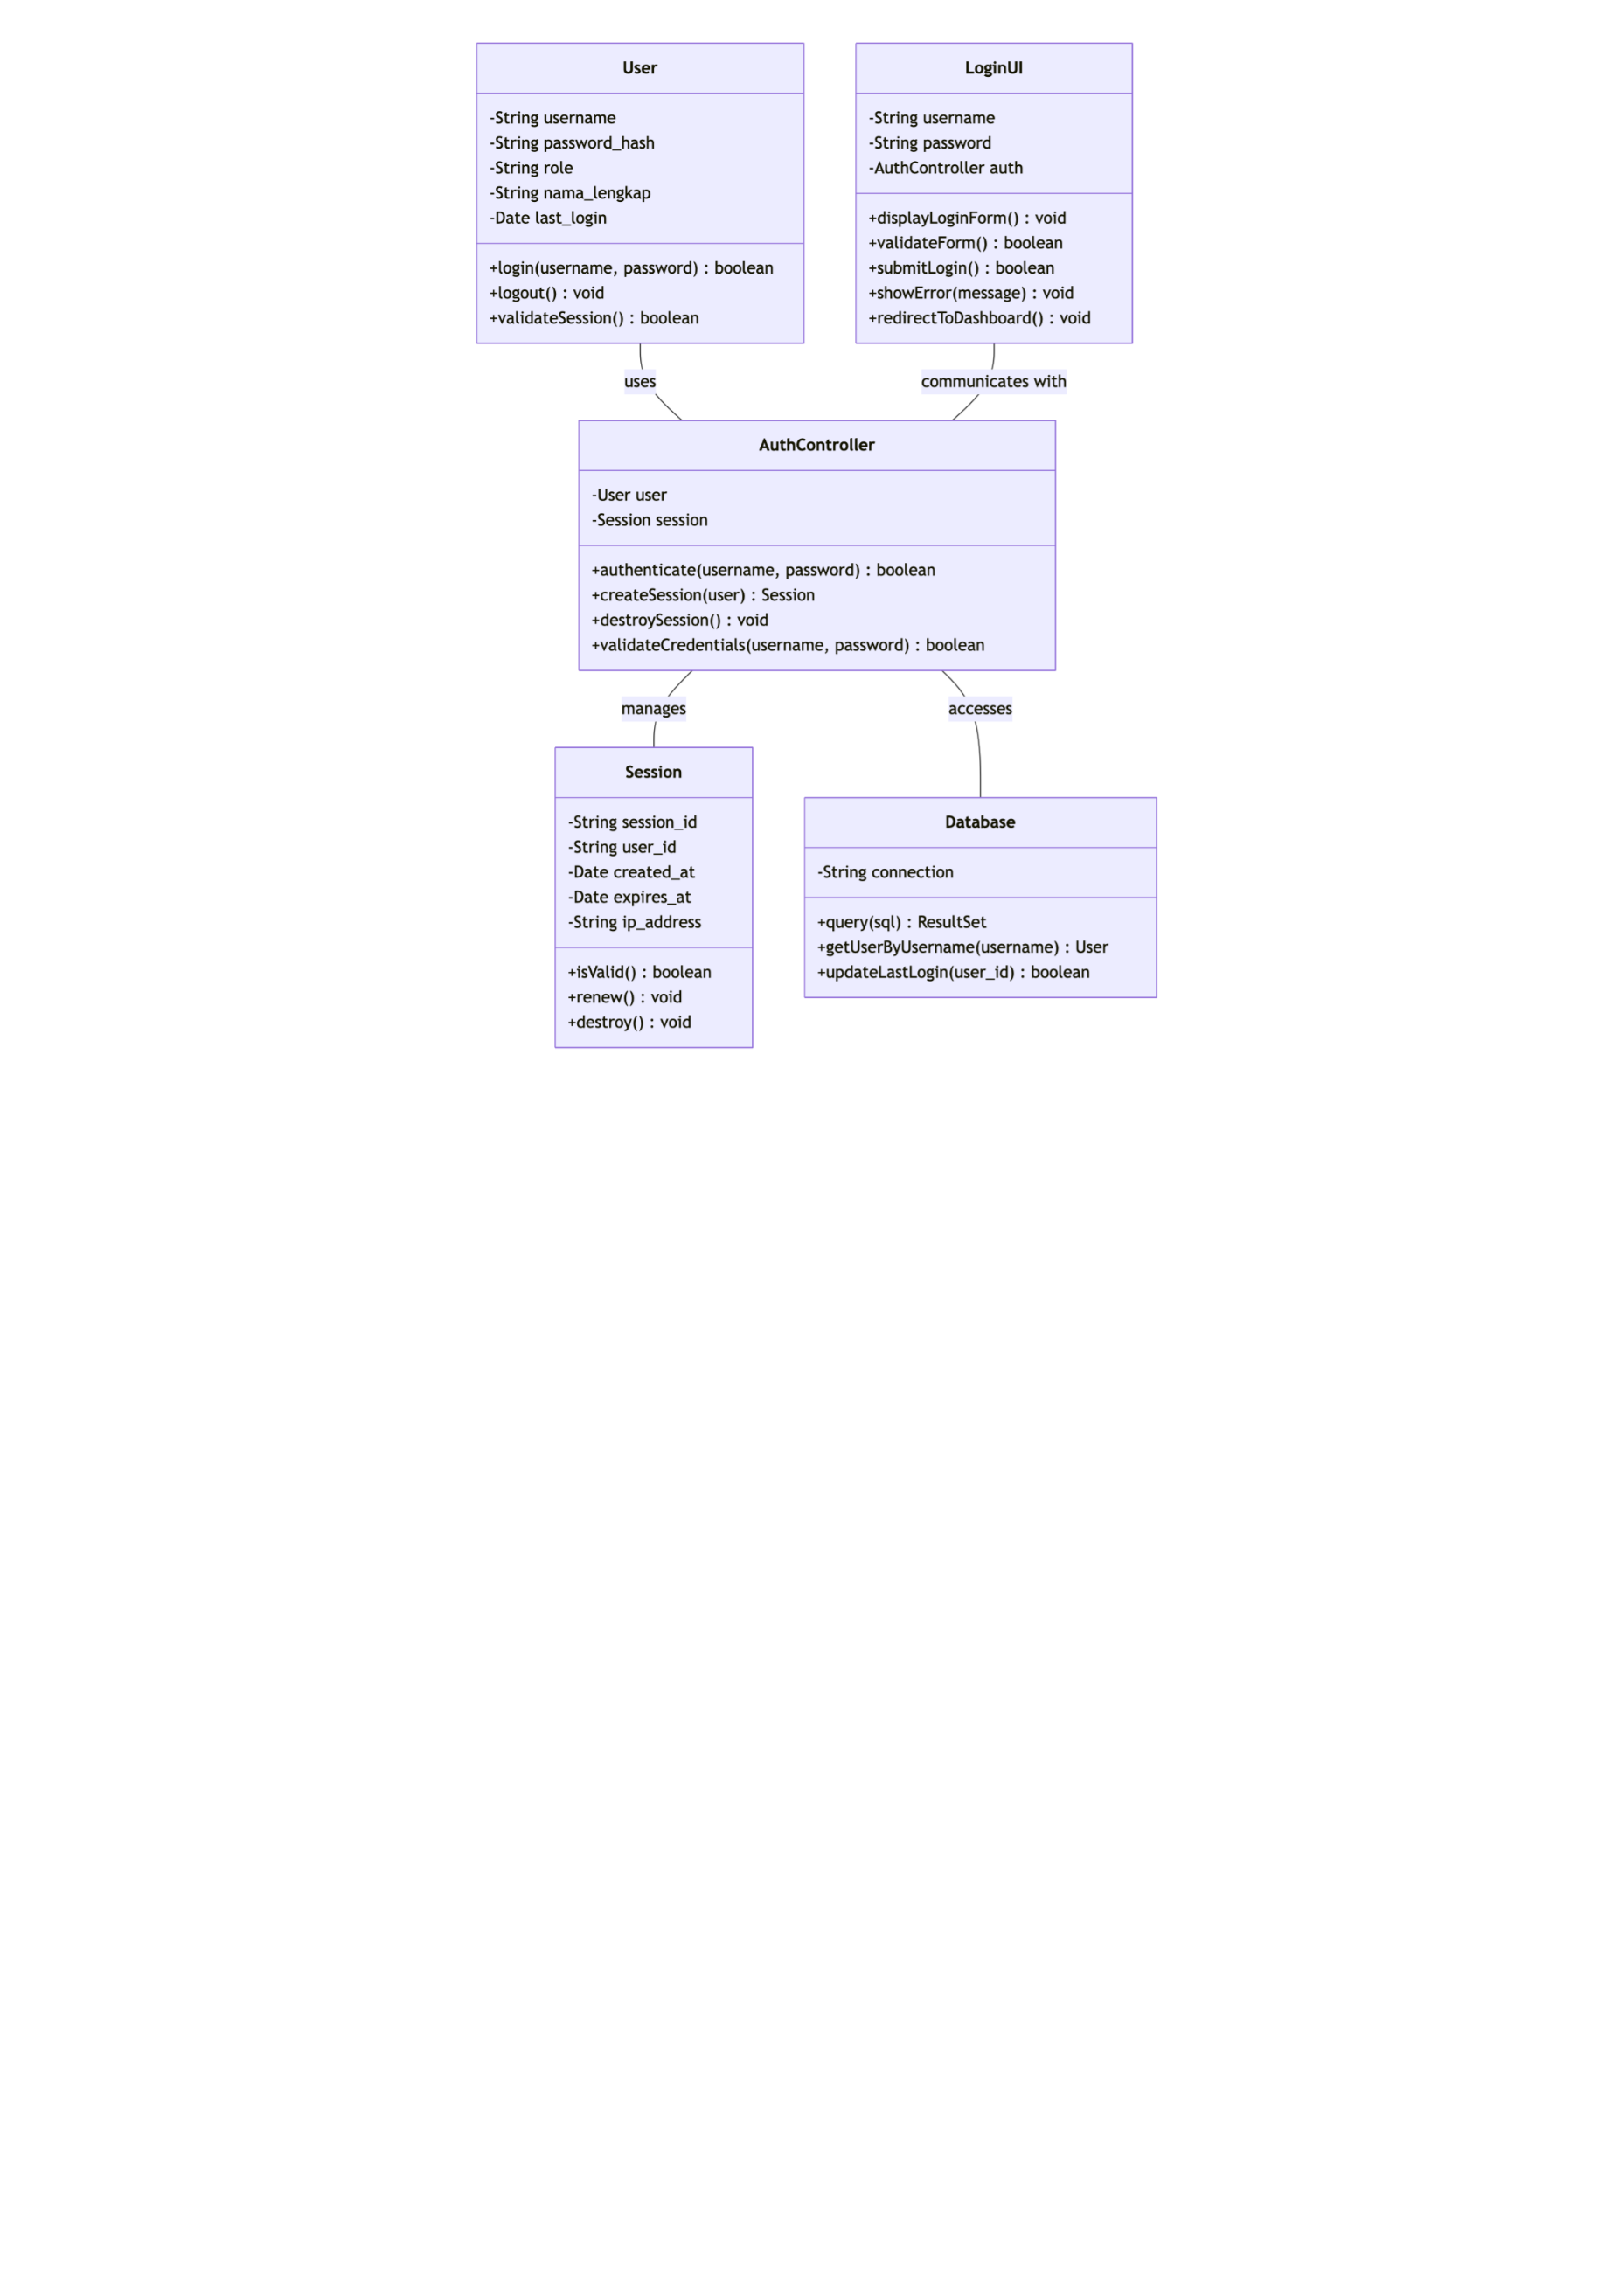 User
-String username
-String password_hash
-String role
-String nama_lengkap
-Date last_login
+login(username, password) : boolean
+logout() : void
+validateSession() : boolean
LoginUI
-String username
-String password
-AuthController auth
+displayLoginForm() : void
+validateForm() : boolean
+submitLogin() : boolean
+showError(message) : void
+redirectToDashboard() : void
uses
communicates with
AuthController
-User user
-Session session
+authenticate(username, password) : boolean
+createSession(user) : Session
+destroySession() : void
+validateCredentials(username, password) : boolean
manages
accesses
Session
-String session_id
-String user_id
-Date created_at
-Date expires_at
-String ip_address
+isValid() : boolean
+renew() : void
+destroy() : void
Database
-String connection
+query(sql) : ResultSet
+getUserByUsername(username) : User
+updateLastLogin(user_id) : boolean